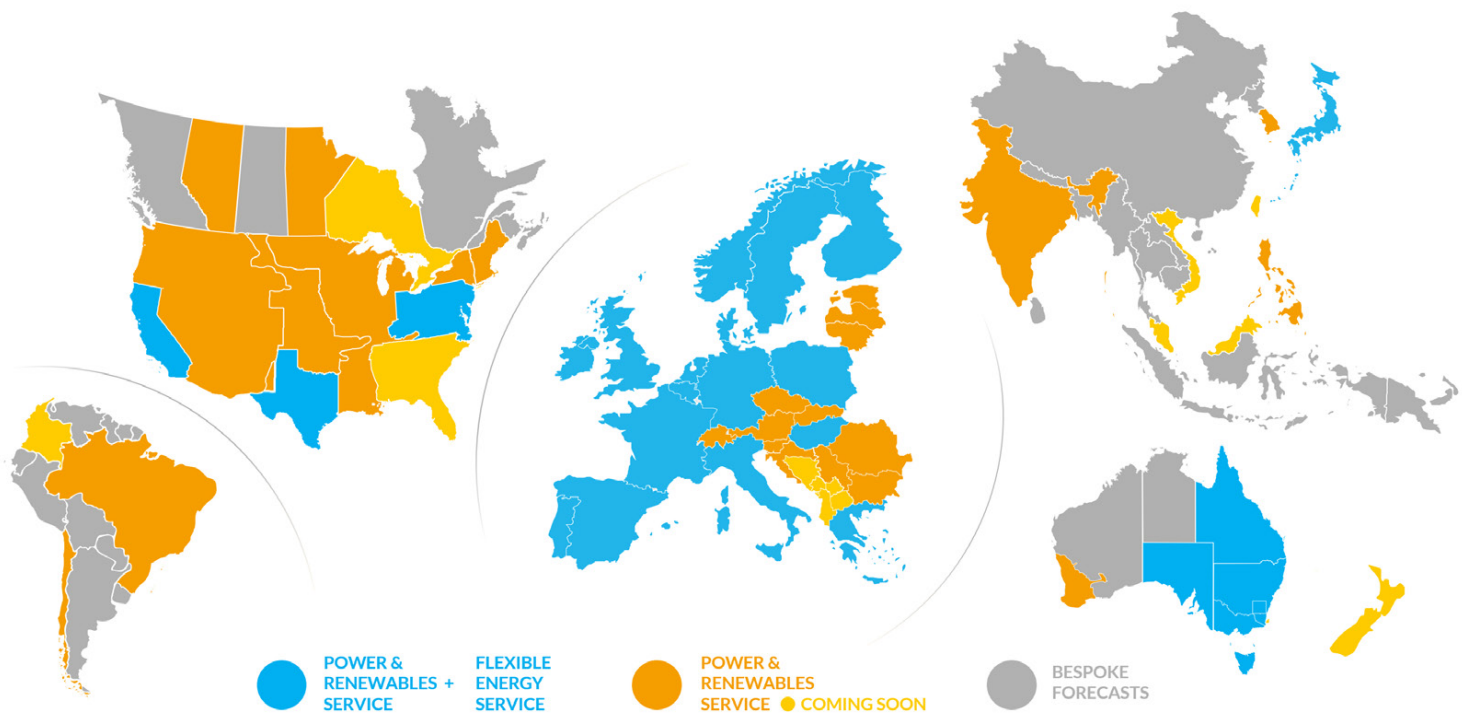 POWER & RENEWABLES + SERVICE
FLEXIBLE ENERGY SERVICE
POWER & RENEWABLES SERVICE
COMING SOON
BESPOKE FORECASTS